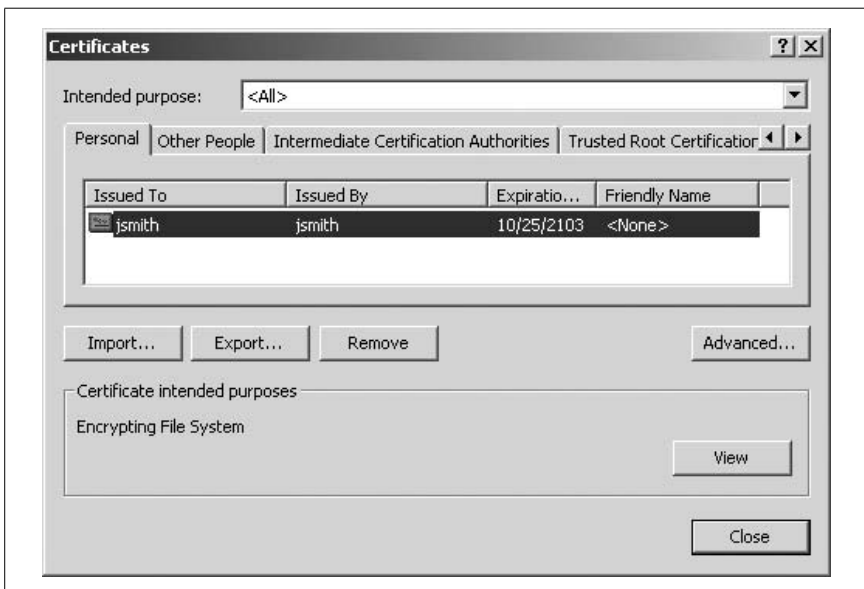 Certificates
Intended purpose: <All>
Personal Other People Intermediate Certification Authorities Trusted Root Certification
Issued To Issued By Expiratio... Friendly Name
jsmith jsmith 10/25/2103 <None>
Import... Export... Remove Advanced...
Certificate intended purposes
Encrypting File System
View
Close